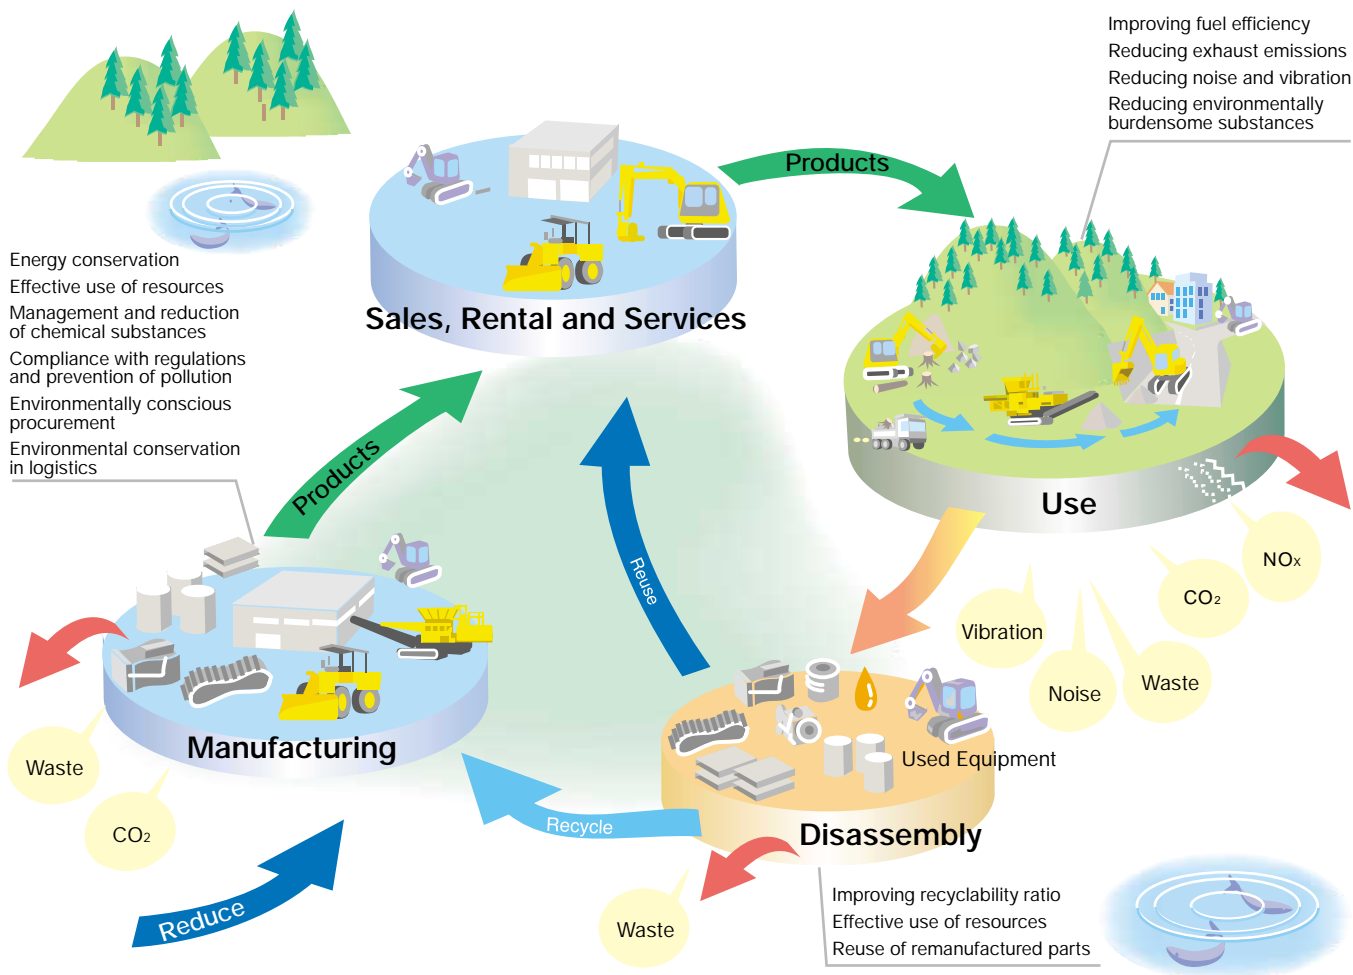 Improving fuel efficiency
Reducing exhaust emissions
Reducing noise and vibration
Reducing environmentally
burdensome substances
Products
Energy conservation
Effective use of resources
Management and reduction
of chemical substances
Compliance with regulations
and prevention of pollution
Environmentally conscious
procurement
Environmental conservation
in logistics
Sales, Rental and Services
Products
Use
Reuse
NOx
CO2
Vibration
Noise
Waste
Manufacturing
Used Equipment
Waste
CO2
Recycle
Disassembly
Reduce
Waste
Improving recyclability ratio
Effective use of resources
Reuse of remanufactured parts